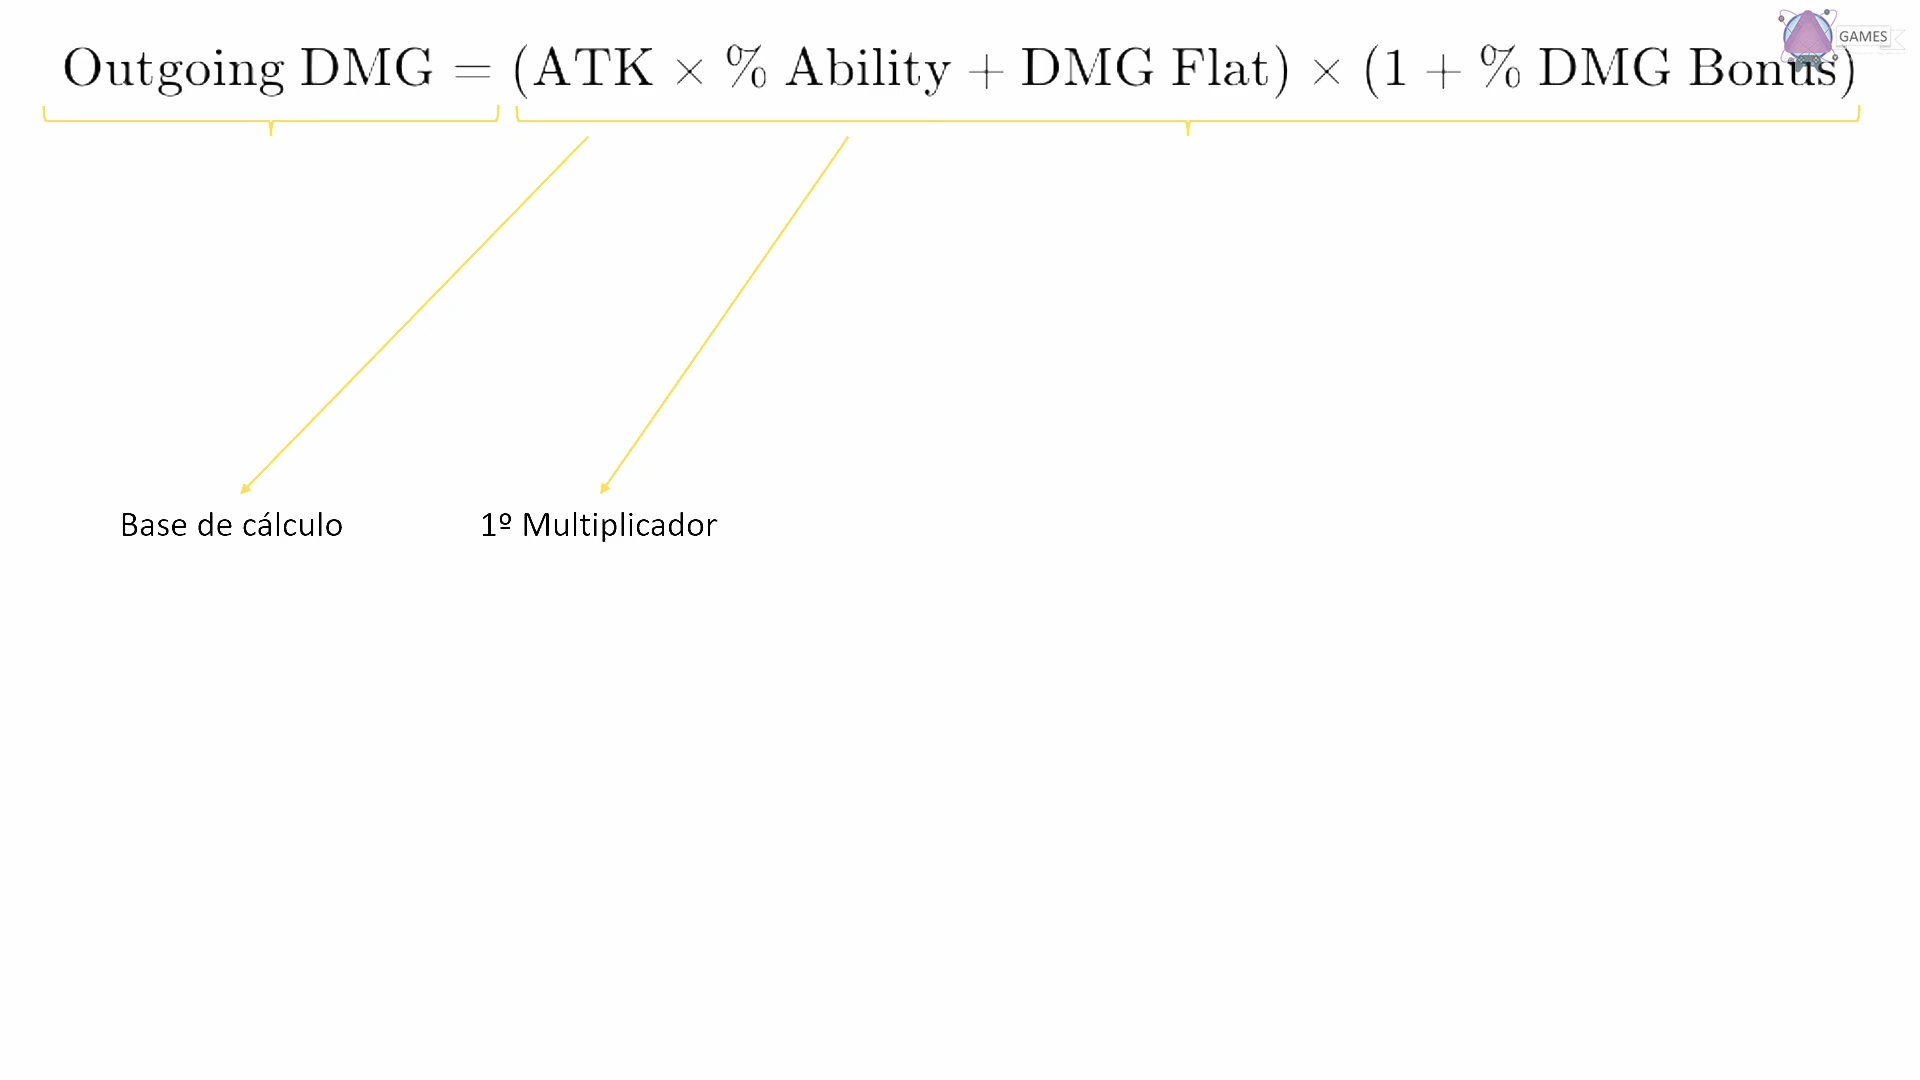 Outgoing DMG = (ATK × % Ability + DMG Flat) × (1 + % DMG Bonus)
GAMES
Base de cálculo
1º Multiplicador